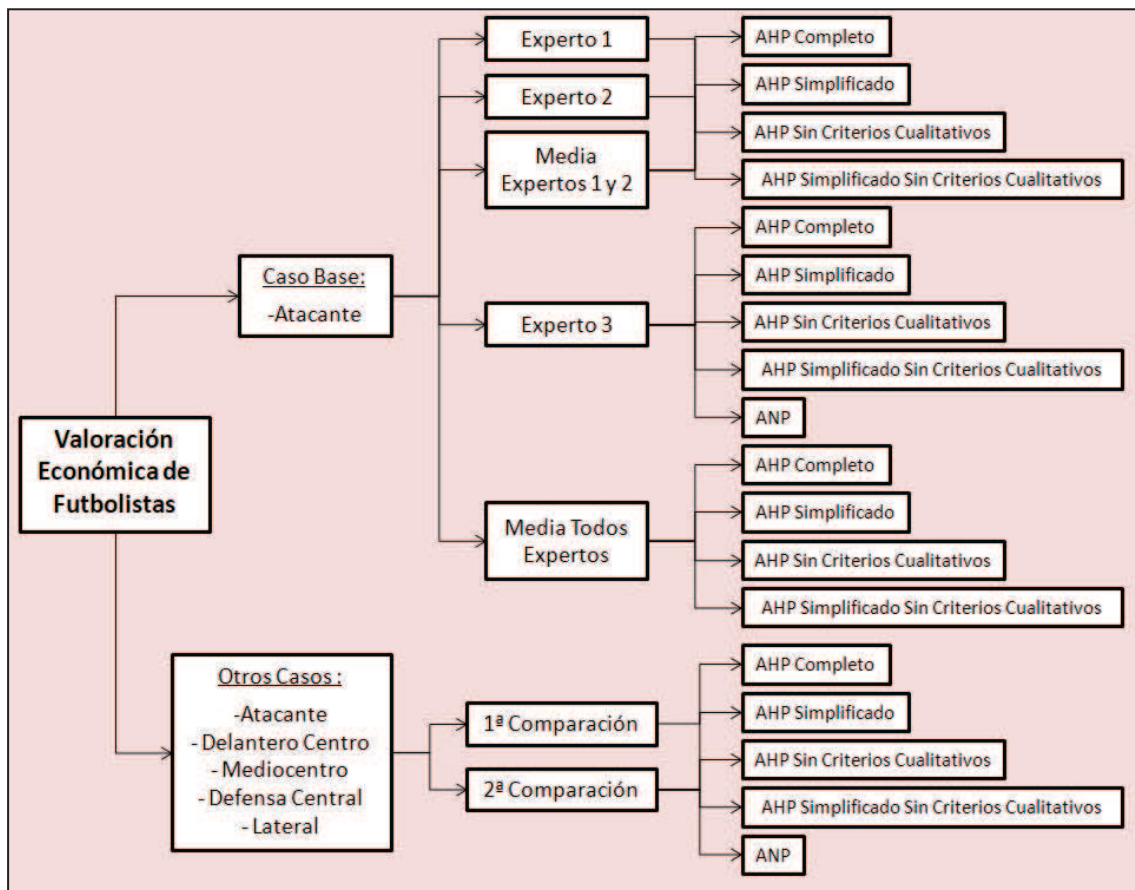 Valoración
Económica de
Futbolistas
Caso Base:
-Atacante
Experto 1
Experto 2
Media
Expertos 1 y 2
AHP Completo
AHP Simplificado
AHP Sin Criterios Cualitativos
AHP Simplificado Sin Criterios Cualitativos
Experto 3
AHP Completo
AHP Simplificado
AHP Sin Criterios Cualitativos
AHP Simplificado Sin Criterios Cualitativos
ANP
Media Todos
Expertos
AHP Completo
AHP Simplificado
AHP Sin Criterios Cualitativos
AHP Simplificado Sin Criterios Cualitativos
Otros Casos :
-Atacante
- Delantero Centro
- Mediocentro
- Defensa Central
- Lateral
1ª Comparación
2ª Comparación
AHP Completo
AHP Simplificado
AHP Sin Criterios Cualitativos
AHP Simplificado Sin Criterios Cualitativos
ANP